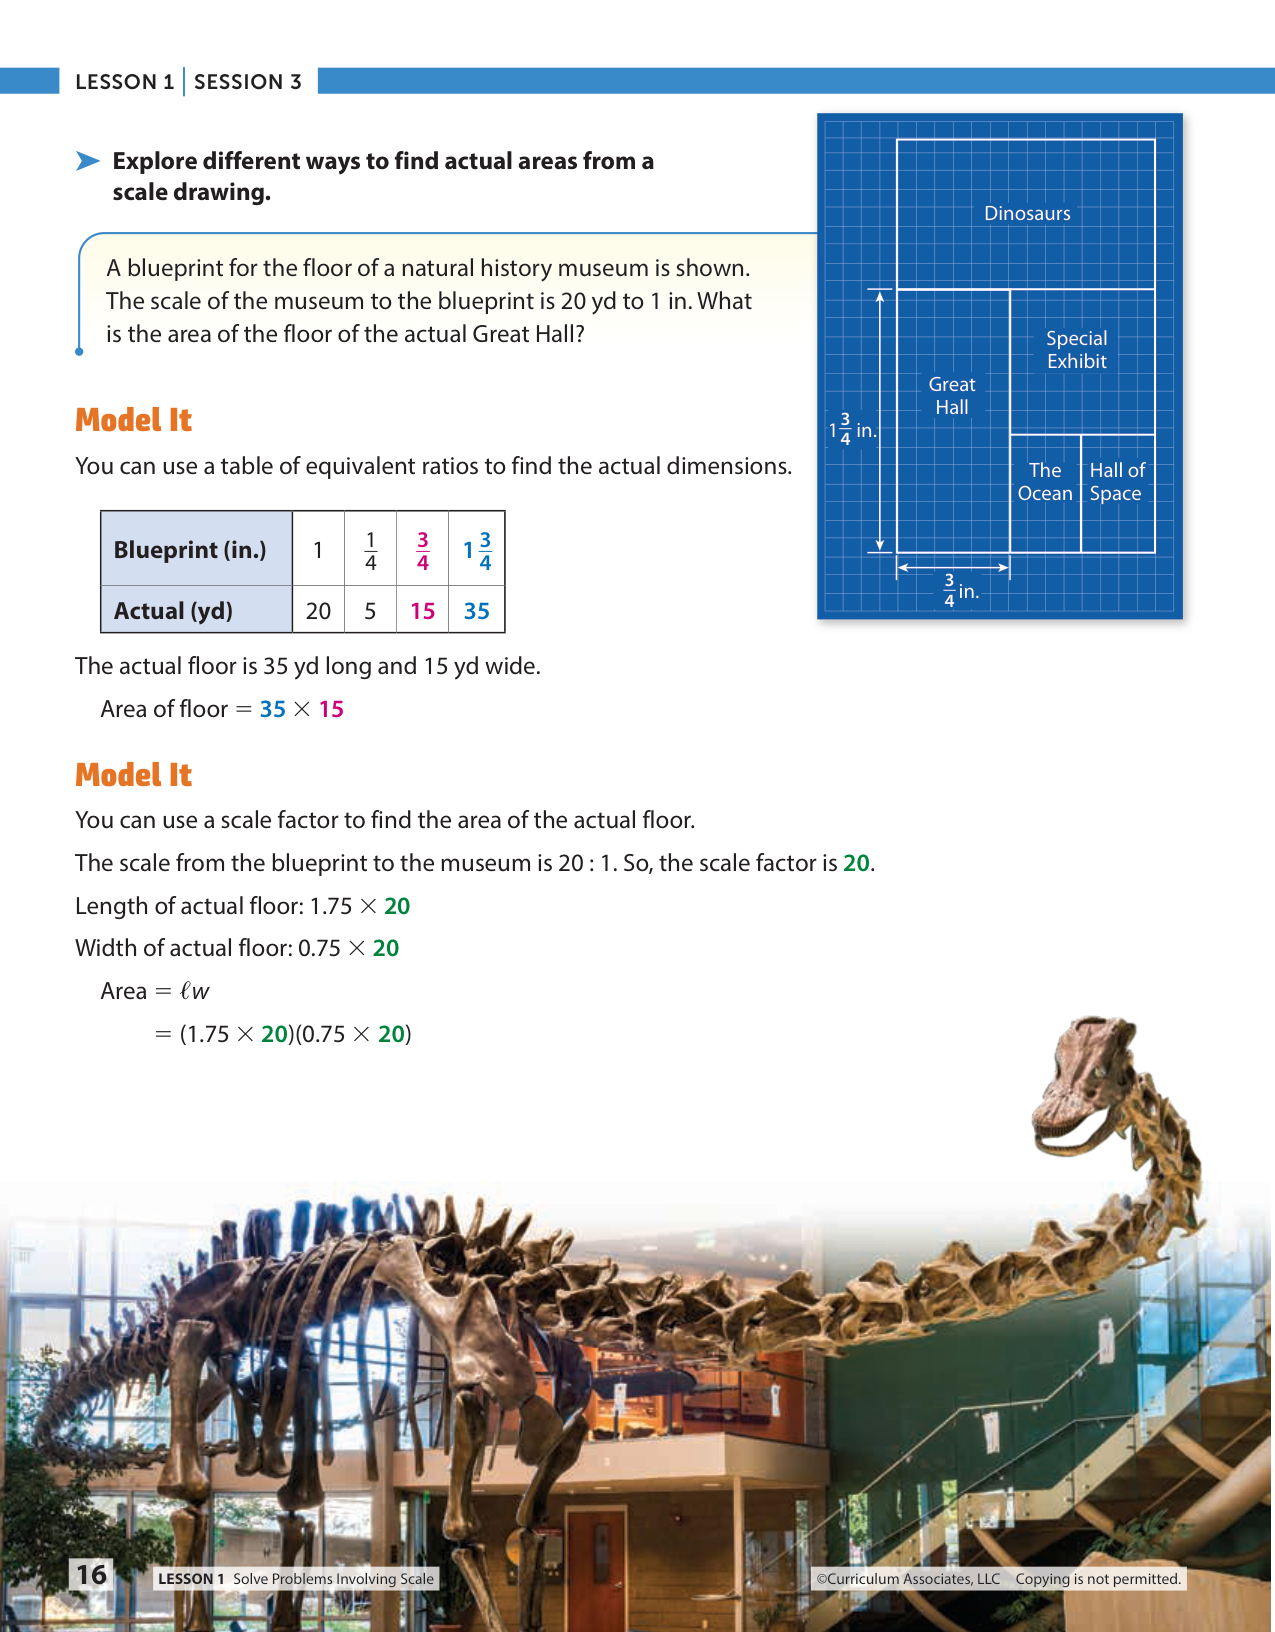 LESSON 1 | SESSION 3
Explore different ways to find actual areas from a
scale drawing.
A blueprint for the floor of a natural history museum is shown.
The scale of the museum to the blueprint is 20 yd to 1 in. What
is the area of the floor of the actual Great Hall?
Dinosaurs
Special
Exhibit
Great
Hall
1 3/4 in.
The
Ocean
Hall of
Space
3/4 in.
Model It
You can use a table of equivalent ratios to find the actual dimensions.
Blueprint (in.) 1 1/4 3/4 1 3/4
Actual (yd) 20 5 15 35
The actual floor is 35 yd long and 15 yd wide.
Area of floor = 35 × 15
Model It
You can use a scale factor to find the area of the actual floor.
The scale from the blueprint to the museum is 20 : 1. So, the scale factor is 20.
Length of actual floor: 1.75 × 20
Width of actual floor: 0.75 × 20
Area = ℓw
= (1.75 × 20)(0.75 × 20)
16
LESSON 1 Solve Problems Involving Scale
©Curriculum Associates, LLC Copying is not permitted.